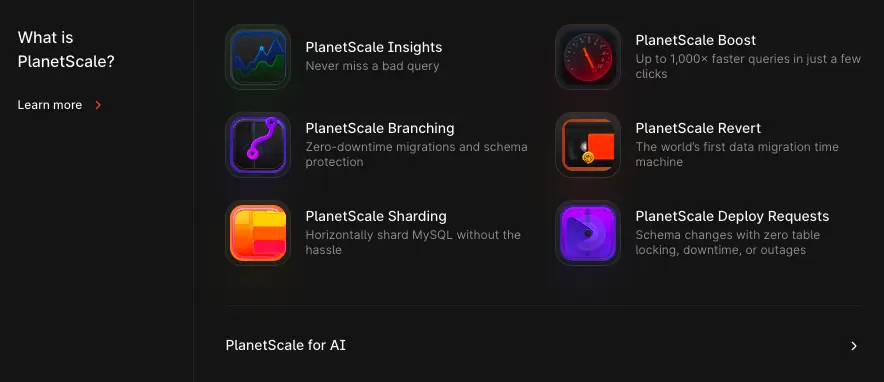 What is
PlanetScale?
Learn more
PlanetScale Insights
Never miss a bad query
PlanetScale Boost
Up to 1,000× faster queries in just a few
clicks
PlanetScale Branching
Zero-downtime migrations and schema
protection
PlanetScale Revert
The world's first data migration time
machine
PlanetScale Sharding
Horizontally shard MySQL without the
hassle
PlanetScale Deploy Requests
Schema changes with zero table
locking, downtime, or outages
PlanetScale for AI